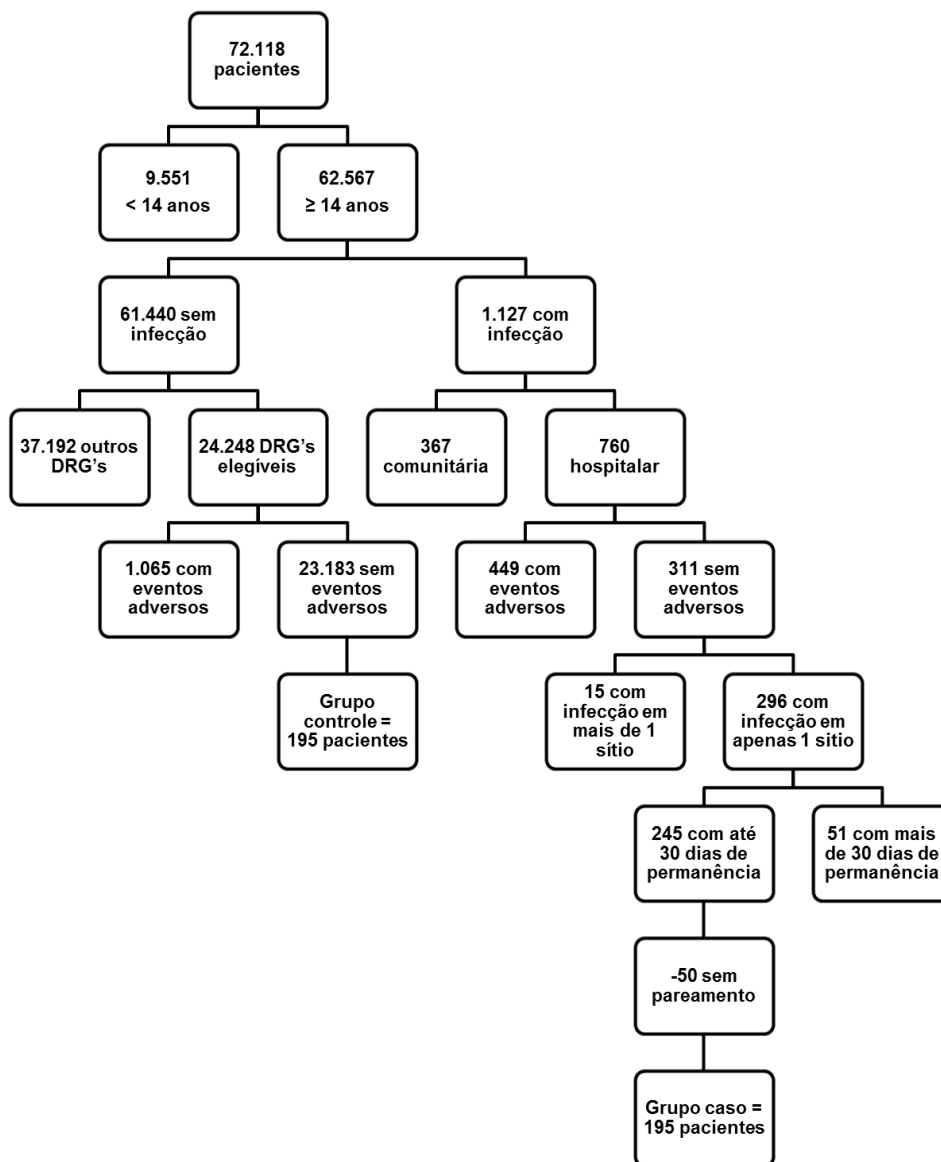 72.118
pacientes
9.551
< 14 anos
62.567
≥ 14 anos
61.440 sem
infecção
1.127 com
infecção
37.192 outros
DRG's
24.248 DRG's
elegíveis
367
comunitária
760
hospitalar
1.065 com
eventos
adversos
23.183 sem
eventos
adversos
449 com
eventos
adversos
311 sem
eventos
adversos
Grupo
controle =
195 pacientes
15 com
infecção em
mais de 1
sítio
296 com
infecção em
apenas 1 sitio
245 com até
30 dias de
permanência
51 com mais
de 30 dias de
permanência
-50 sem
pareamento
Grupo caso =
195 pacientes